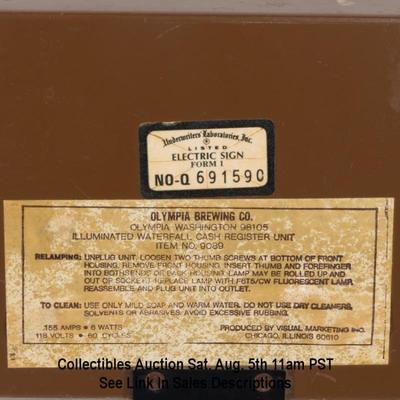 Underwriters Laboratories, Inc.
LISTED
ELECTRIC SIGN
FORM 1
NO-Q 691590
OLYMPIA BREWING CO.
OLYMPIA WASHINGTON 98105
ILLUMINATED WATERFALL CASH REGISTER UNIT
ITEM NO. 9089
RELAMPING: UNPLUG UNIT. LOOSEN TWO THUMB SCREWS AT BOTTOM OF FRONT
HOUSING. REMOVE FRONT HOUSING. INSERT THUMB AND FOREFINGER
INTO BOTH ENDS OF BACK HOUSING LAMP MAY BE ROLLED UP AND
OUT OF SOCKET. REPLACE LAMP WITH F6T5/CW FLUORESCENT LAMP.
REASSEMBLE AND PLUG UNIT INTO OUTLET.
TO CLEAN: USE ONLY MILD SOAP AND WARM WATER. DO NOT USE DRY CLEANERS,
SOLVENTS OR ABRASIVES. AVOID EXCESSIVE RUBBING.
.155 AMPS • 6 WATTS
118 VOLTS • 60 CYCLES
PRODUCED BY VISUAL MARKETING INC.
CHICAGO, ILLINOIS 60610
Collectibles Auction Sat. Aug. 5th 11am PST
See Link In Sales Descriptions